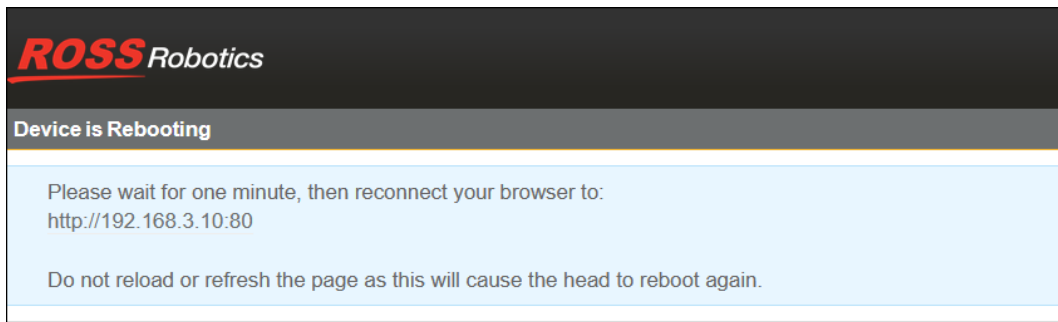 ROSS Robotics
Device is Rebooting
Please wait for one minute, then reconnect your browser to:
http://192.168.3.10:80
Do not reload or refresh the page as this will cause the head to reboot again.